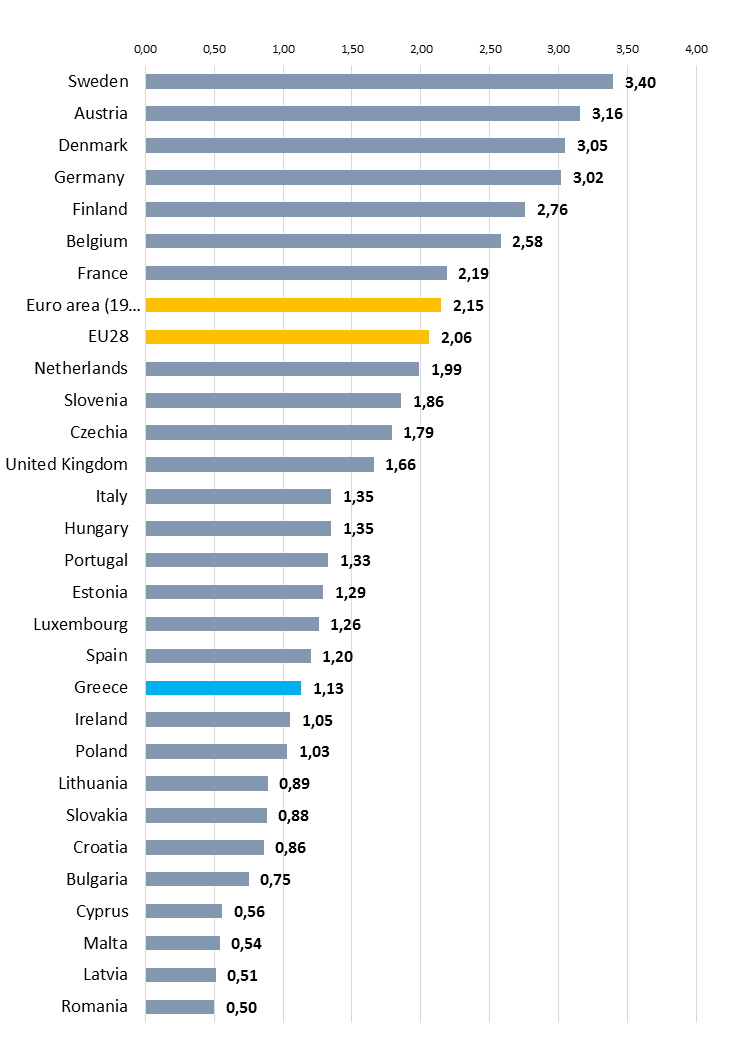 0,00 0,50 1,00 1,50 2,00 2,50 3,00 3,50 4,00
Sweden 3,40
Austria 3,16
Denmark 3,05
Germany 3,02
Finland 2,76
Belgium 2,58
France 2,19
Euro area (19... 2,15
EU28 2,06
Netherlands 1,99
Slovenia 1,86
Czechia 1,79
United Kingdom 1,66
Italy 1,35
Hungary 1,35
Portugal 1,33
Estonia 1,29
Luxembourg 1,26
Spain 1,20
Greece 1,13
Ireland 1,05
Poland 1,03
Lithuania 0,89
Slovakia 0,88
Croatia 0,86
Bulgaria 0,75
Cyprus 0,56
Malta 0,54
Latvia 0,51
Romania 0,50